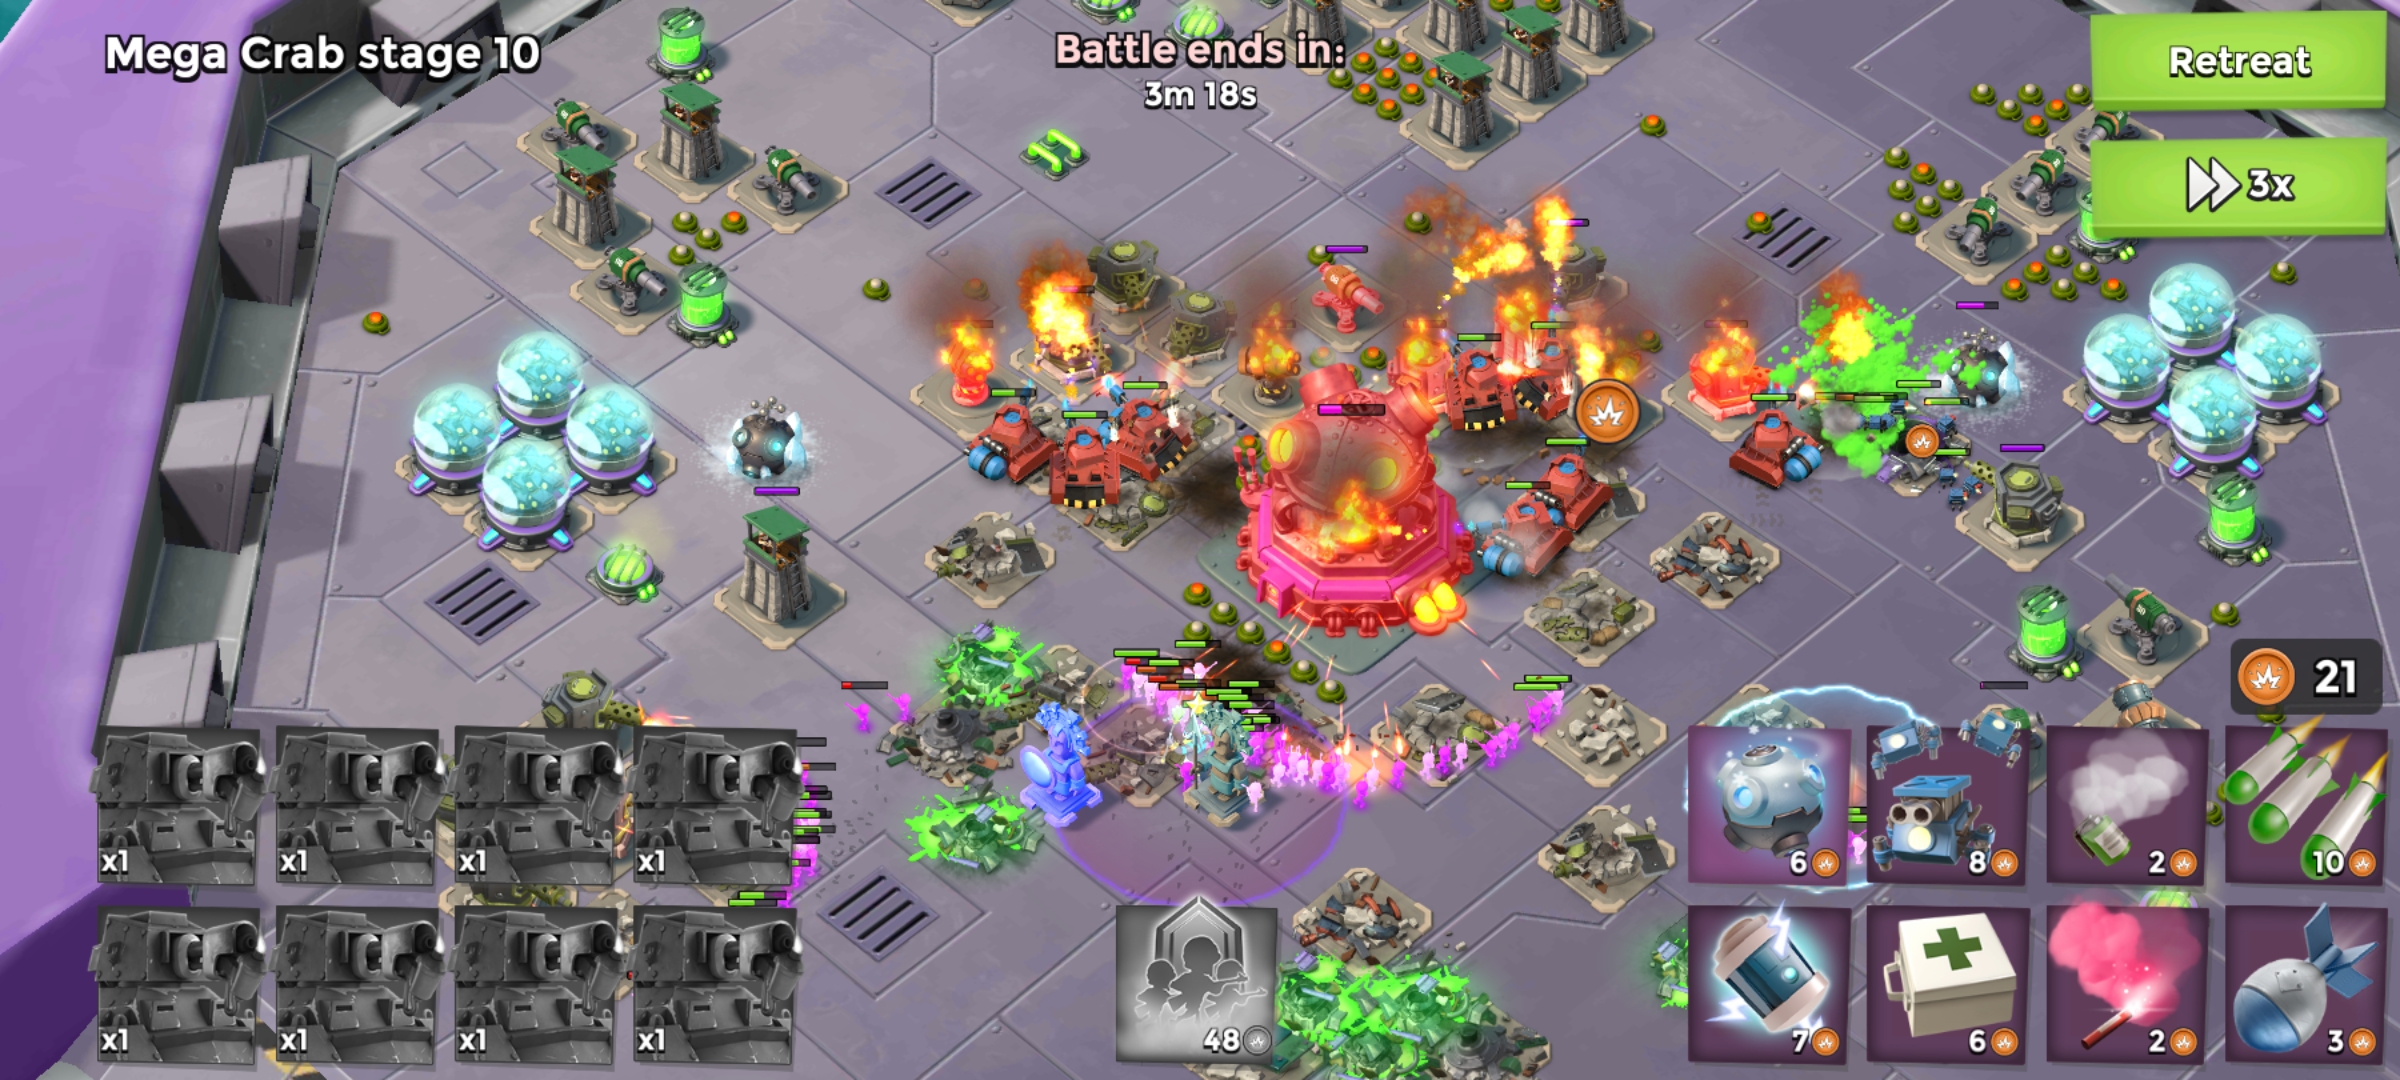 Mega Crab stage 10
Battle ends in:
3m 18s
Retreat
3x
21
x1
x1
x1
x1
6
8
2
10
x1
x1
x1
x1
48
7
6
2
3